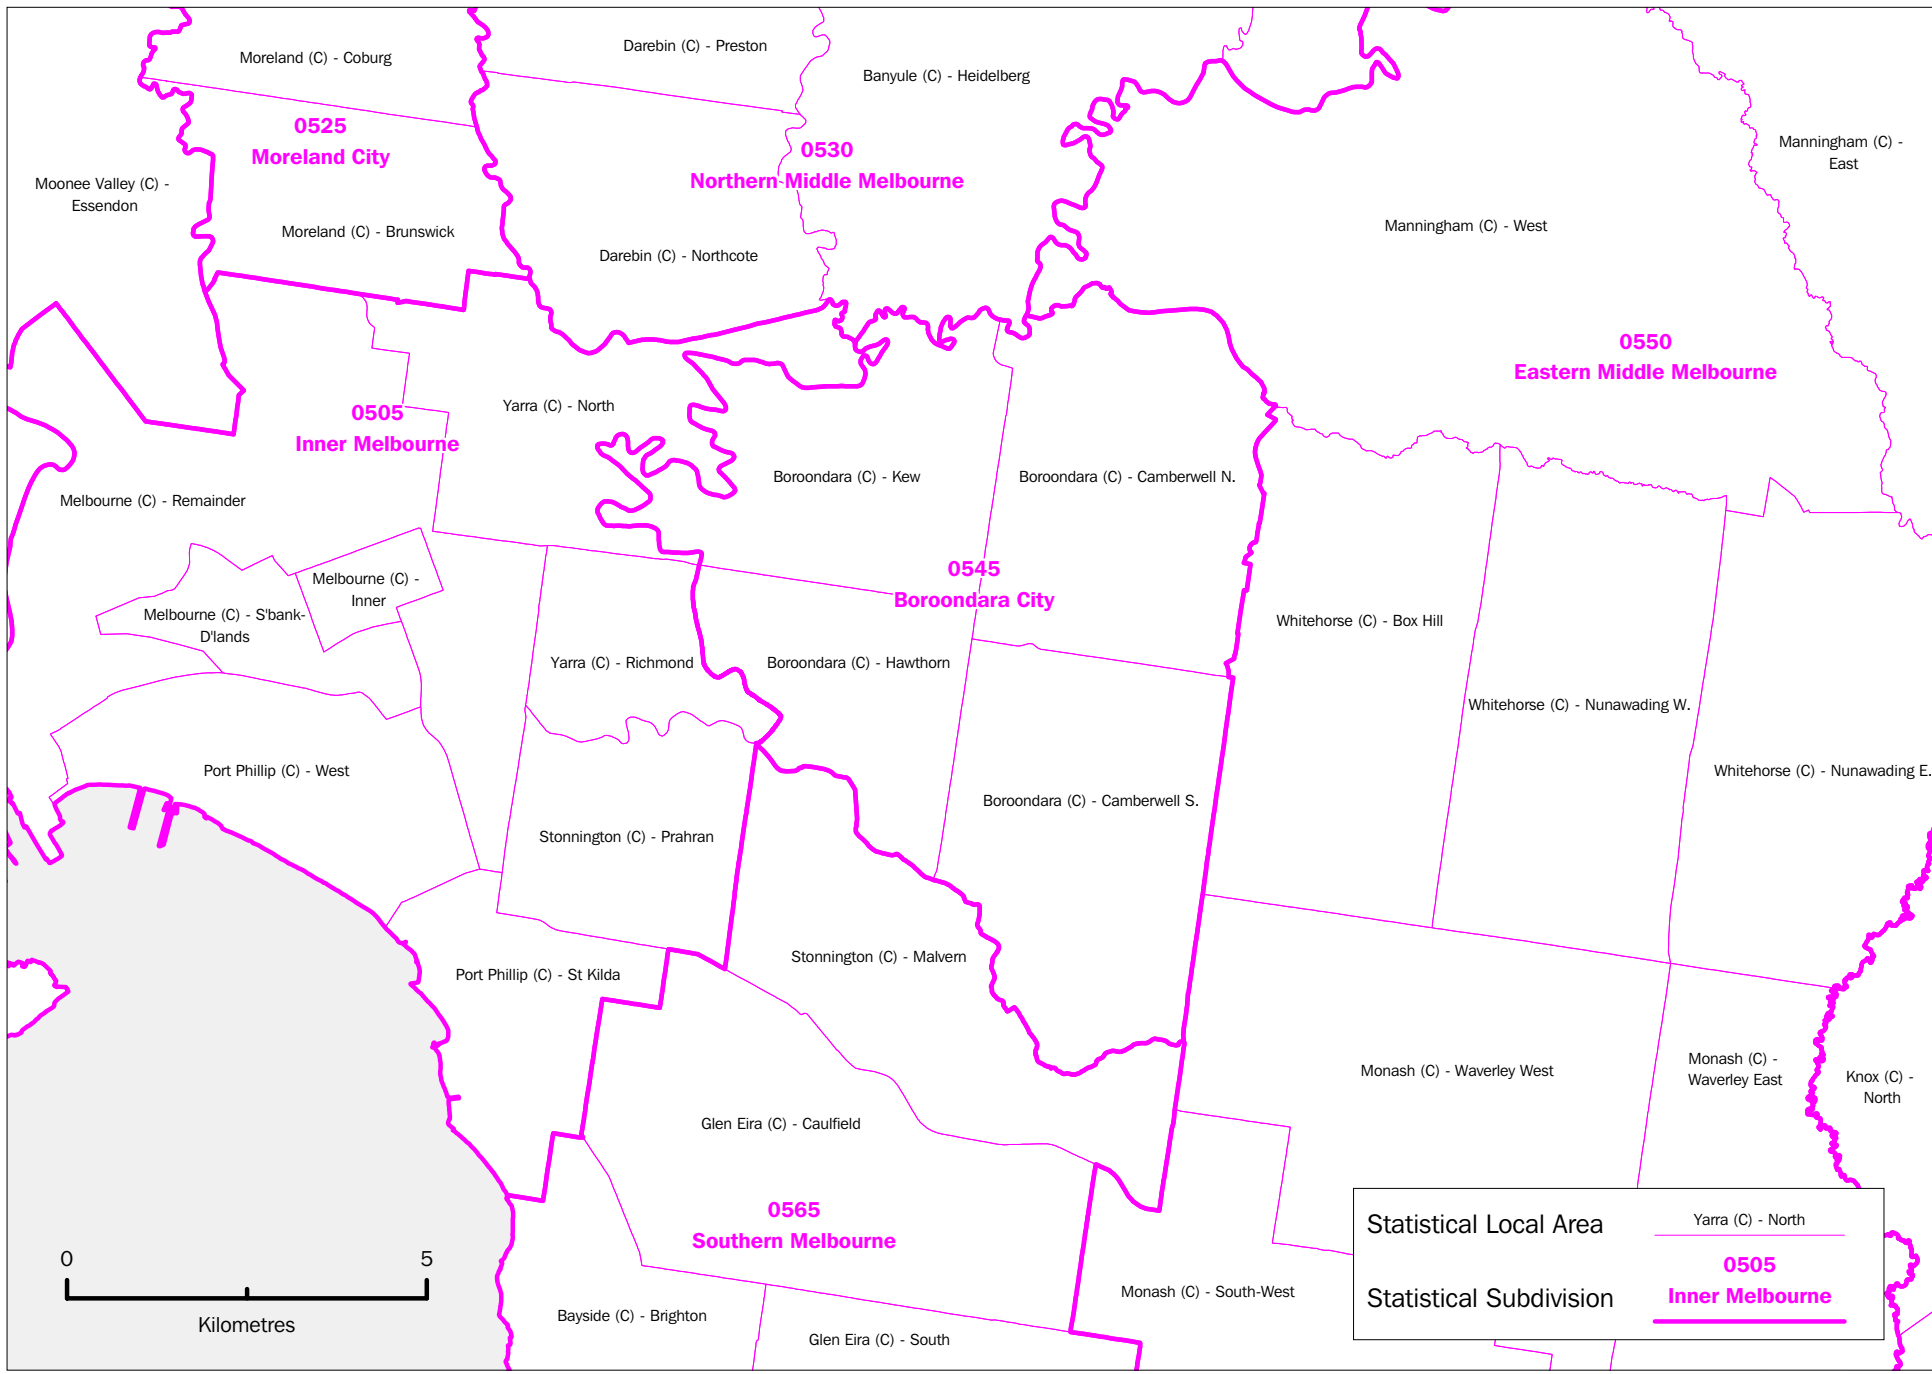 Moreland (C) - Coburg
Darebin (C) - Preston
Banyule (C) - Heidelberg
0525
Moreland City
0530
Northern Middle Melbourne
Manningham (C) -
East
Moonee Valley (C) -
Essendon
Moreland (C) - Brunswick
Darebin (C) - Northcote
Manningham (C) - West
0550
Eastern Middle Melbourne
0505
Inner Melbourne
Yarra (C) - North
Melbourne (C) - Remainder
Boroondara (C) - Kew
Boroondara (C) - Camberwell N.
0545
Boroondara City
Melbourne (C) -
Inner
Melbourne (C) - S'bank-
D'lands
Whitehorse (C) - Box Hill
Yarra (C) - Richmond
Boroondara (C) - Hawthorn
Whitehorse (C) - Nunawading W.
Port Phillip (C) - West
Whitehorse (C) - Nunawading E.
Boroondara (C) - Camberwell S.
Stonnington (C) - Prahran
Stonnington (C) - Malvern
Port Phillip (C) - St Kilda
Monash (C) - Waverley West
Monash (C) -
Waverley East
Knox (C) -
North
Glen Eira (C) - Caulfield
0565
Southern Melbourne
Monash (C) - South-West
Bayside (C) - Brighton
Glen Eira (C) - South
0 5
Kilometres
Statistical Local Area
Yarra (C) - North
Statistical Subdivision
0505
Inner Melbourne